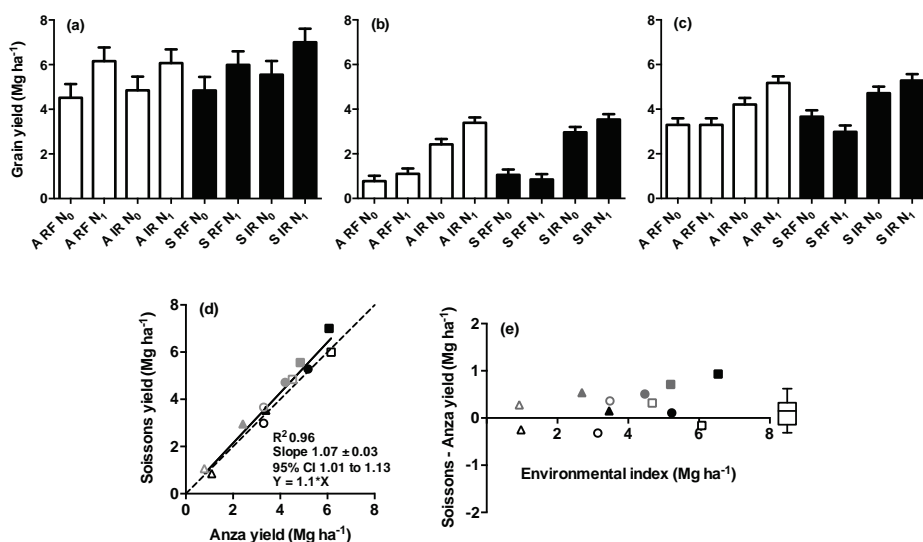 (a)
(b)
(c)
Grain yield (Mg ha⁻¹)
8
6
4
2
0
8
6
4
2
0
8
6
4
2
0
A RF N₀
A RF N₁
A IR N₀
A IR N₁
S RF N₀
S RF N₁
S IR N₀
S IR N₁
A RF N₀
A RF N₁
A IR N₀
A IR N₁
S RF N₀
S RF N₁
S IR N₀
S IR N₁
A RF N₀
A RF N₁
A IR N₀
A IR N₁
S RF N₀
S RF N₁
S IR N₀
S IR N₁
(d)
Soissons yield (Mg ha⁻¹)
8
6
4
2
0
R² 0.96
Slope 1.07 ± 0.03
95% CI 1.01 to 1.13
Y = 1.1*X
0 2 4 6 8
Anza yield (Mg ha⁻¹)
(e)
Soissons - Anza yield (Mg ha⁻¹)
2
1
0
-1
-2
2 4 6 8
Environmental index (Mg ha⁻¹)